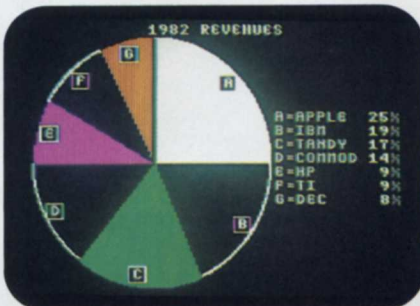 1982 REVENUES
G
F
A
E
D
B
C
A=APPLE 25%
B=IBM 19%
C=TANDY 17%
D=COMMOD 14%
E=HP 9%
F=TI 9%
G=DEC 8%